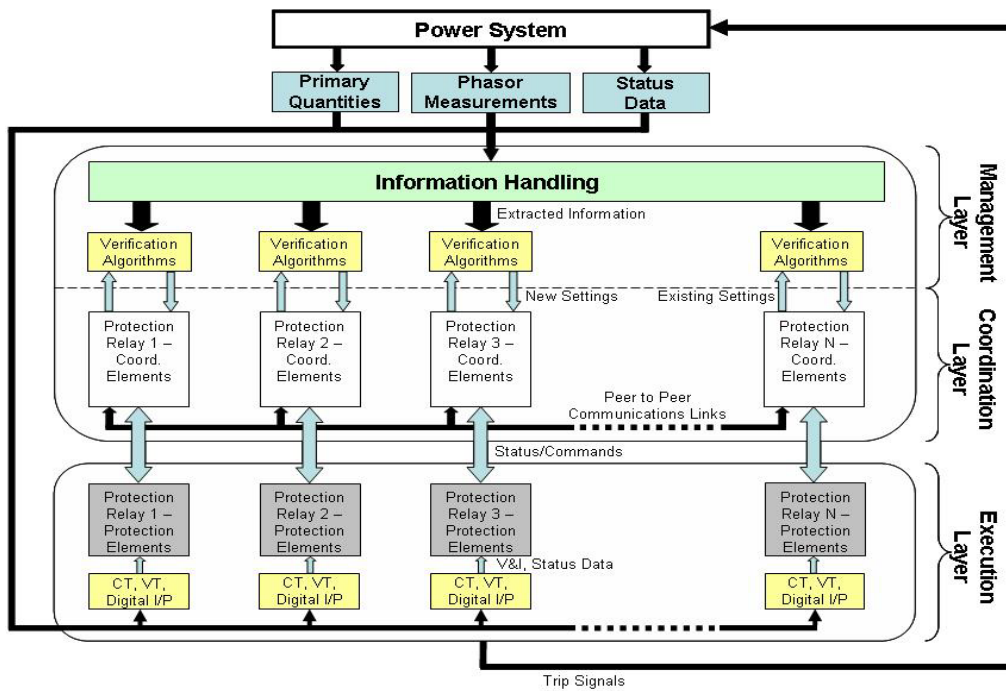 Power System
Primary
Quantities
Phasor
Measurements
Status
Data
Information Handling
Extracted Information
Verification
Algorithms
Verification
Algorithms
Verification
Algorithms
Verification
Algorithms
New Settings
Existing Settings
Protection
Relay 1 –
Coord.
Elements
Protection
Relay 2 –
Coord.
Elements
Protection
Relay 3 –
Coord.
Elements
Protection
Relay N –
Coord.
Elements
Peer to Peer
Communications Links
Status/Commands
Protection
Relay 1 –
Protection
Elements
Protection
Relay 2 –
Protection
Elements
Protection
Relay 3 –
Protection
Elements
Protection
Relay N –
Protection
Elements
V&I, Status Data
CT, VT,
Digital I/P
CT, VT,
Digital I/P
CT, VT,
Digital I/P
CT, VT,
Digital I/P
Trip Signals
Management
Layer
Coordination
Layer
Execution
Layer